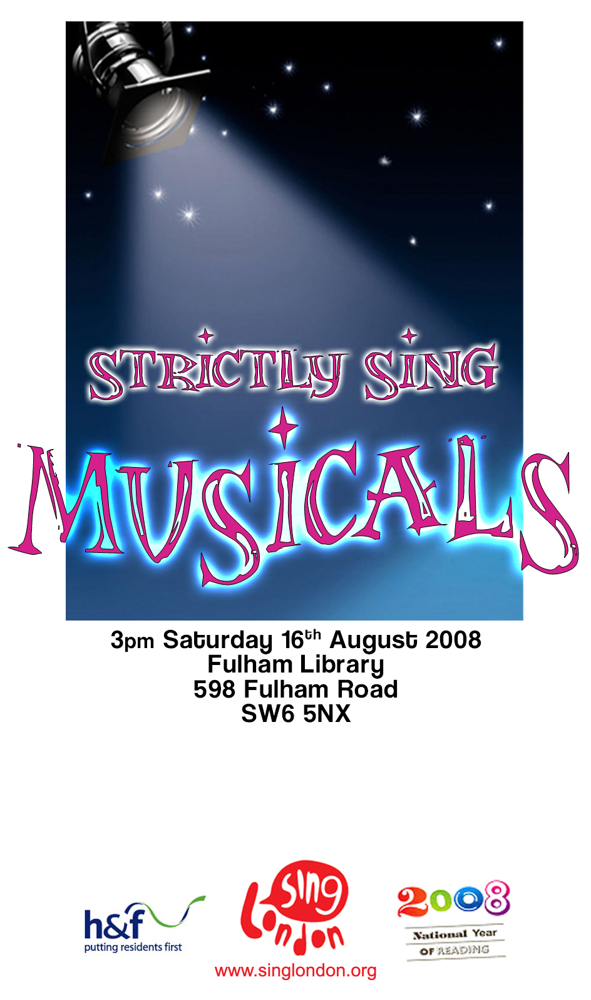 STRiCTLY SiNG
MUSiCALS
3pm Saturday 16th August 2008
Fulham Library
598 Fulham Road
SW6 5NX
h&f
putting residents first
sing
London
www.singlondon.org
2008
National Year
OF READING